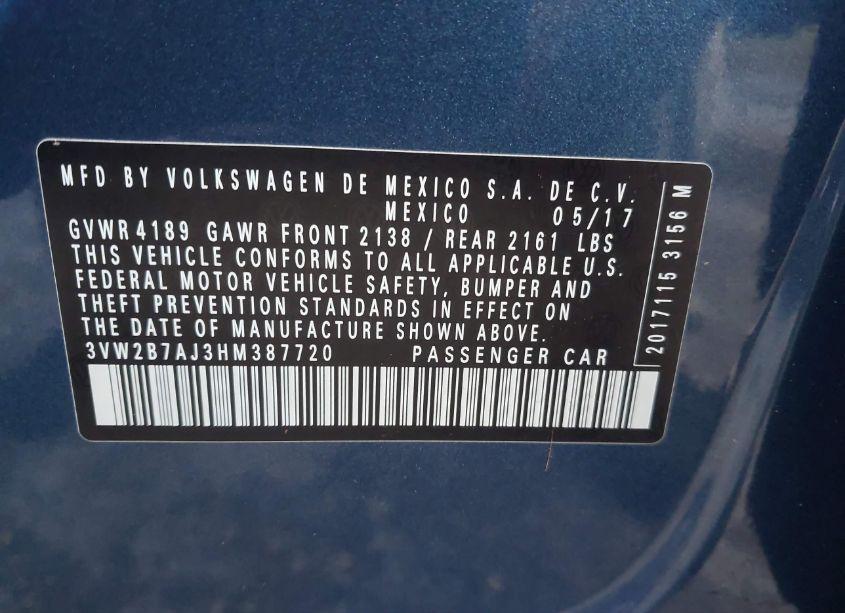 MFD BY VOLKSWAGEN DE MEXICO S.A. DE C.V.
MEXICO 05/17
GVWR 4189 GAWR FRONT 2138 / REAR 2161 LBS
THIS VEHICLE CONFORMS TO ALL APPLICABLE U.S.
FEDERAL MOTOR VEHICLE SAFETY, BUMPER AND
THEFT PREVENTION STANDARDS IN EFFECT ON
THE DATE OF MANUFACTURE SHOWN ABOVE.
3VW2B7AJ3HM387720 PASSENGER CAR
2017115 3156 M